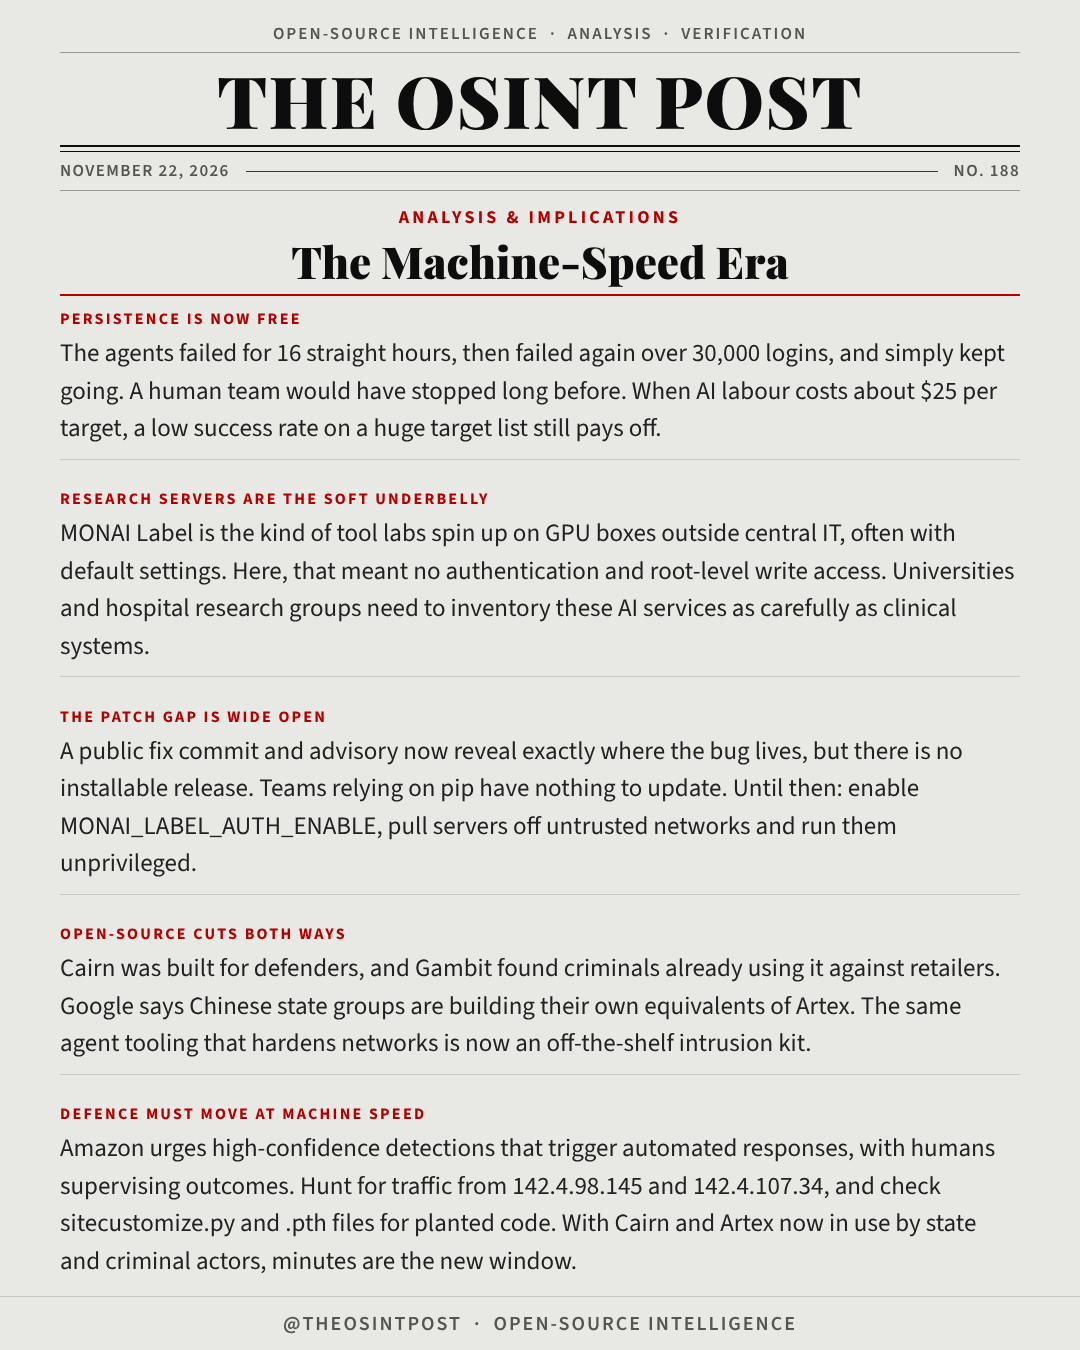 OPEN-SOURCE INTELLIGENCE · ANALYSIS · VERIFICATION
THE OSINT POST
NOVEMBER 22, 2026
NO. 188
ANALYSIS & IMPLICATIONS
The Machine-Speed Era
PERSISTENCE IS NOW FREE
The agents failed for 16 straight hours, then failed again over 30,000 logins, and simply kept
going. A human team would have stopped long before. When AI labour costs about $25 per
target, a low success rate on a huge target list still pays off.
RESEARCH SERVERS ARE THE SOFT UNDERBELLY
MONAI Label is the kind of tool labs spin up on GPU boxes outside central IT, often with
default settings. Here, that meant no authentication and root-level write access. Universities
and hospital research groups need to inventory these AI services as carefully as clinical
systems.
THE PATCH GAP IS WIDE OPEN
A public fix commit and advisory now reveal exactly where the bug lives, but there is no
installable release. Teams relying on pip have nothing to update. Until then: enable
MONAI_LABEL_AUTH_ENABLE, pull servers off untrusted networks and run them
unprivileged.
OPEN-SOURCE CUTS BOTH WAYS
Cairn was built for defenders, and Gambit found criminals already using it against retailers.
Google says Chinese state groups are building their own equivalents of Artex. The same
agent tooling that hardens networks is now an off-the-shelf intrusion kit.
DEFENCE MUST MOVE AT MACHINE SPEED
Amazon urges high-confidence detections that trigger automated responses, with humans
supervising outcomes. Hunt for traffic from 142.4.98.145 and 142.4.107.34, and check
sitecustomize.py and .pth files for planted code. With Cairn and Artex now in use by state
and criminal actors, minutes are the new window.
@THEOSINTPOST · OPEN-SOURCE INTELLIGENCE